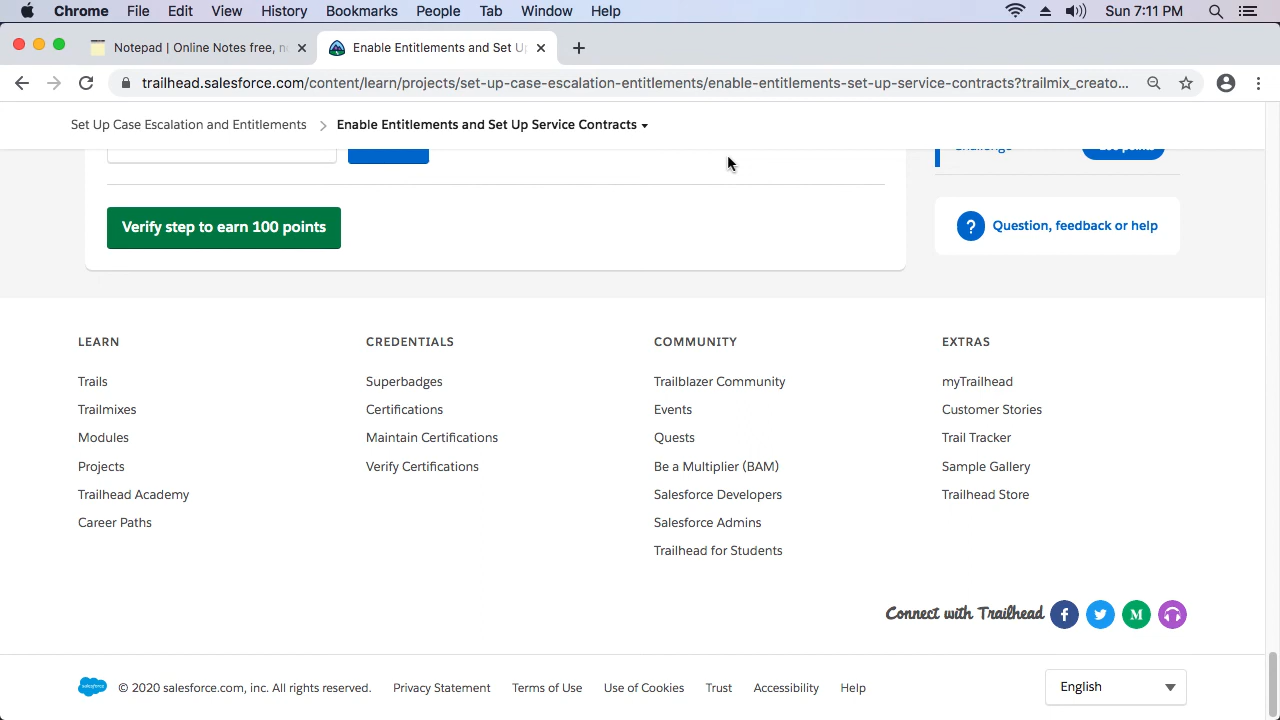 Chrome File Edit View History Bookmarks People Tab Window Help Sun 7:11 PM
Notepad | Online Notes free, n Enable Entitlements and Set U
trailhead.salesforce.com/content/learn/projects/set-up-case-escalation-entitlements/enable-entitlements-set-up-service-contracts?trailmix_creato...
Set Up Case Escalation and Entitlements > Enable Entitlements and Set Up Service Contracts
Challenge
Verify step to earn 100 points
? Question, feedback or help
LEARN CREDENTIALS COMMUNITY EXTRAS
Trails Superbadges Trailblazer Community myTrailhead
Trailmixes Certifications Events Customer Stories
Modules Maintain Certifications Quests Trail Tracker
Projects Verify Certifications Be a Multiplier (BAM) Sample Gallery
Trailhead Academy Salesforce Developers Trailhead Store
Career Paths Salesforce Admins
Trailhead for Students
Connect with Trailhead
salesforce © 2020 salesforce.com, inc. All rights reserved. Privacy Statement Terms of Use Use of Cookies Trust Accessibility Help English